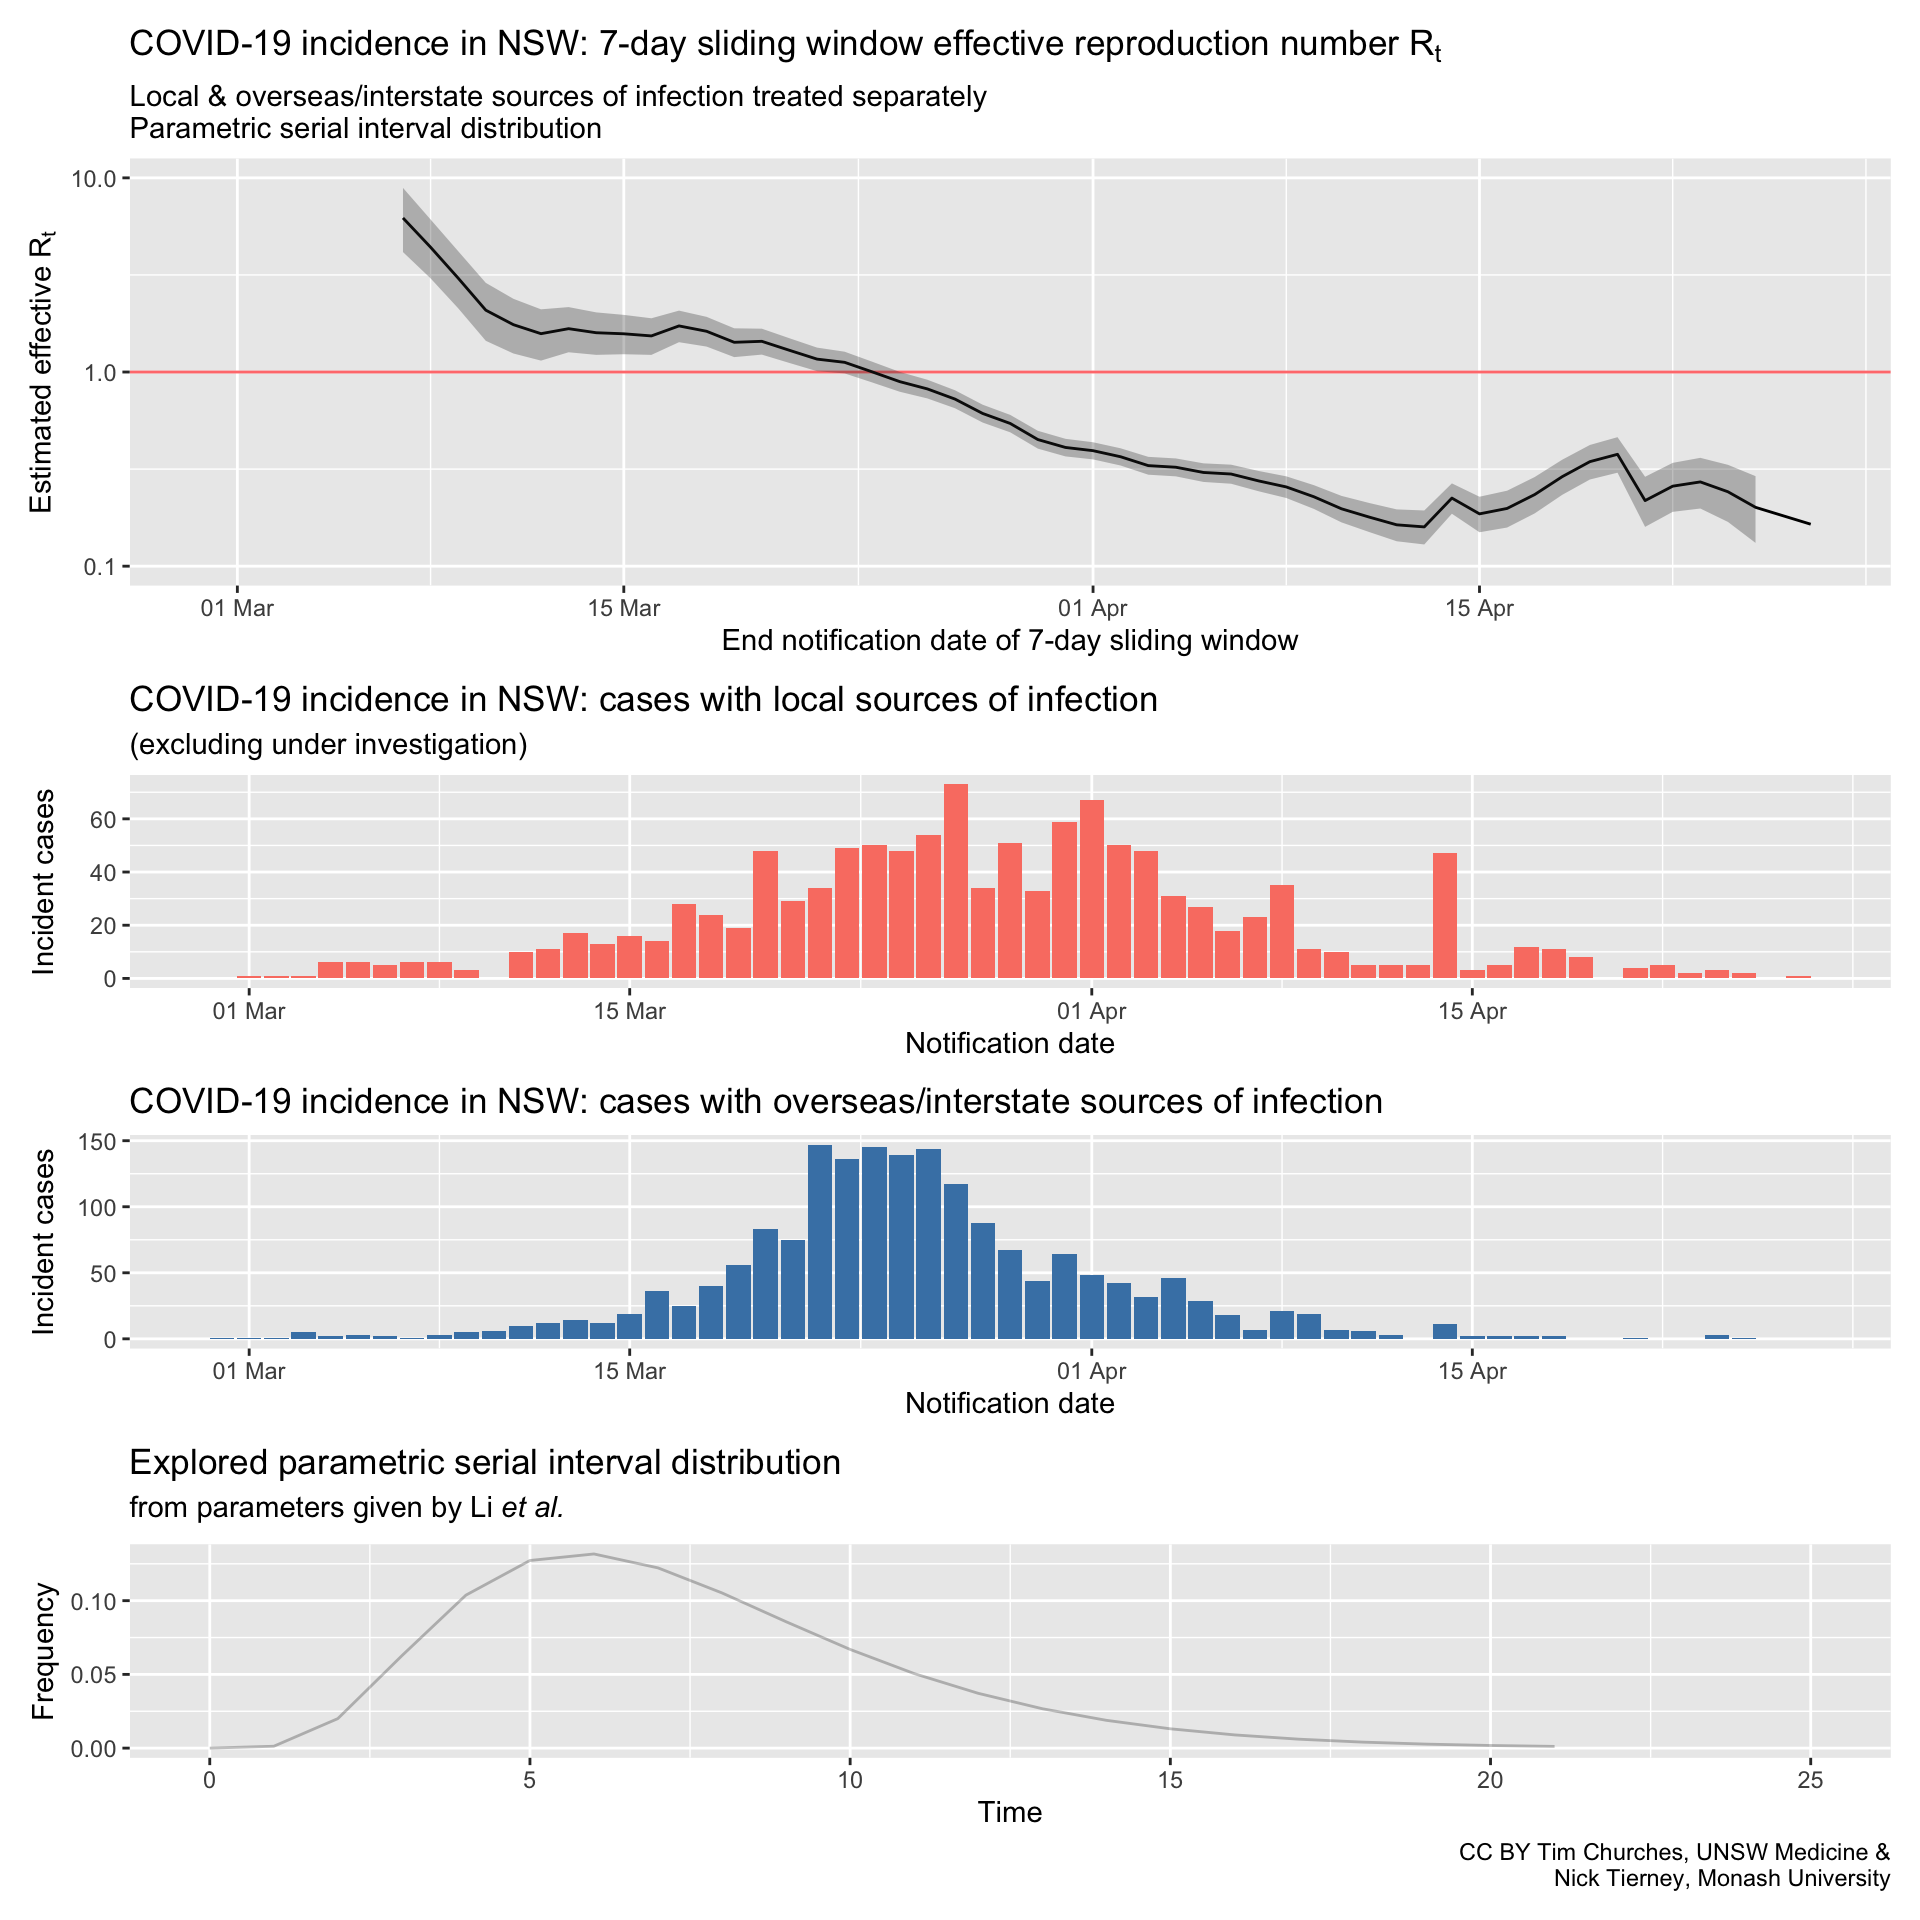 COVID-19 incidence in NSW: 7-day sliding window effective reproduction number Rt
Local & overseas/interstate sources of infection treated separately
Parametric serial interval distribution
Estimated effective Rt
10.0
1.0
0.1
01 Mar 15 Mar 01 Apr 15 Apr
End notification date of 7-day sliding window
COVID-19 incidence in NSW: cases with local sources of infection
(excluding under investigation)
Incident cases
60
40
20
0
01 Mar 15 Mar 01 Apr 15 Apr
Notification date
COVID-19 incidence in NSW: cases with overseas/interstate sources of infection
Incident cases
150
100
50
0
01 Mar 15 Mar 01 Apr 15 Apr
Notification date
Explored parametric serial interval distribution
from parameters given by Li et al.
Frequency
0.10
0.05
0.00
0 5 10 15 20 25
Time
CC BY Tim Churches, UNSW Medicine &
Nick Tierney, Monash University